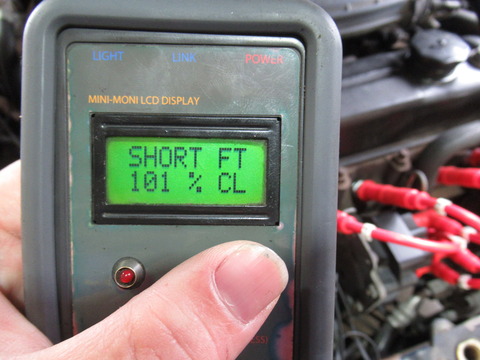 LIGHT LINK POWER
MINI-MONI LCD DISPLAY
SHORT FT
101 % CL